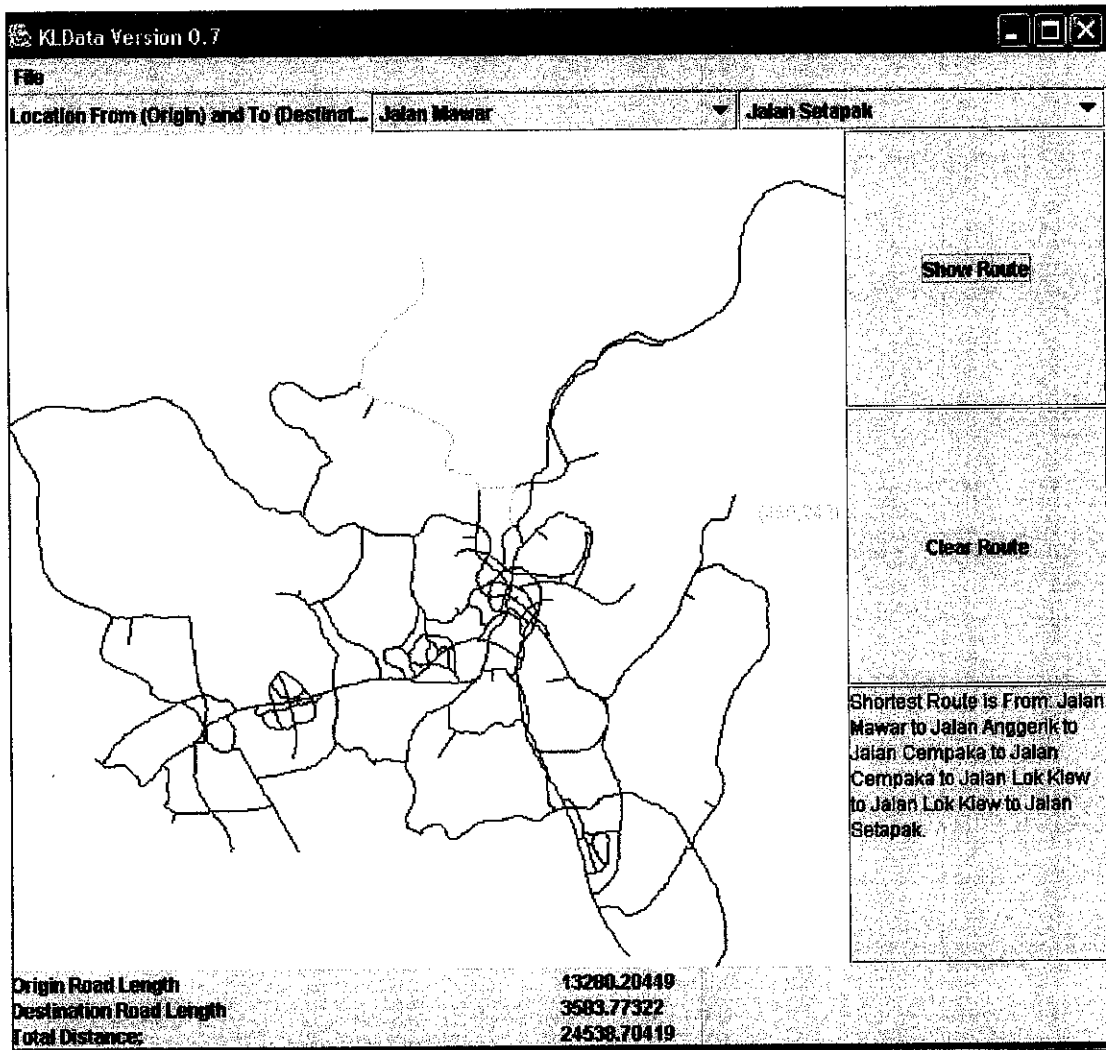 KLData Version 0.7
File
Location From (Origin) and To (Destinat... Jalan Mawar Jalan Setapak
Show Route
Clear Route
Shortest Route is From: Jalan
Mawar to Jalan Anggerik to
Jalan Cempaka to Jalan
Cempaka to Jalan Lok Kiew
to Jalan Lok Kiew to Jalan
Setapak.
Origin Road Length 13280.20449
Destination Road Length 3583.77322
Total Distance: 24538.70419